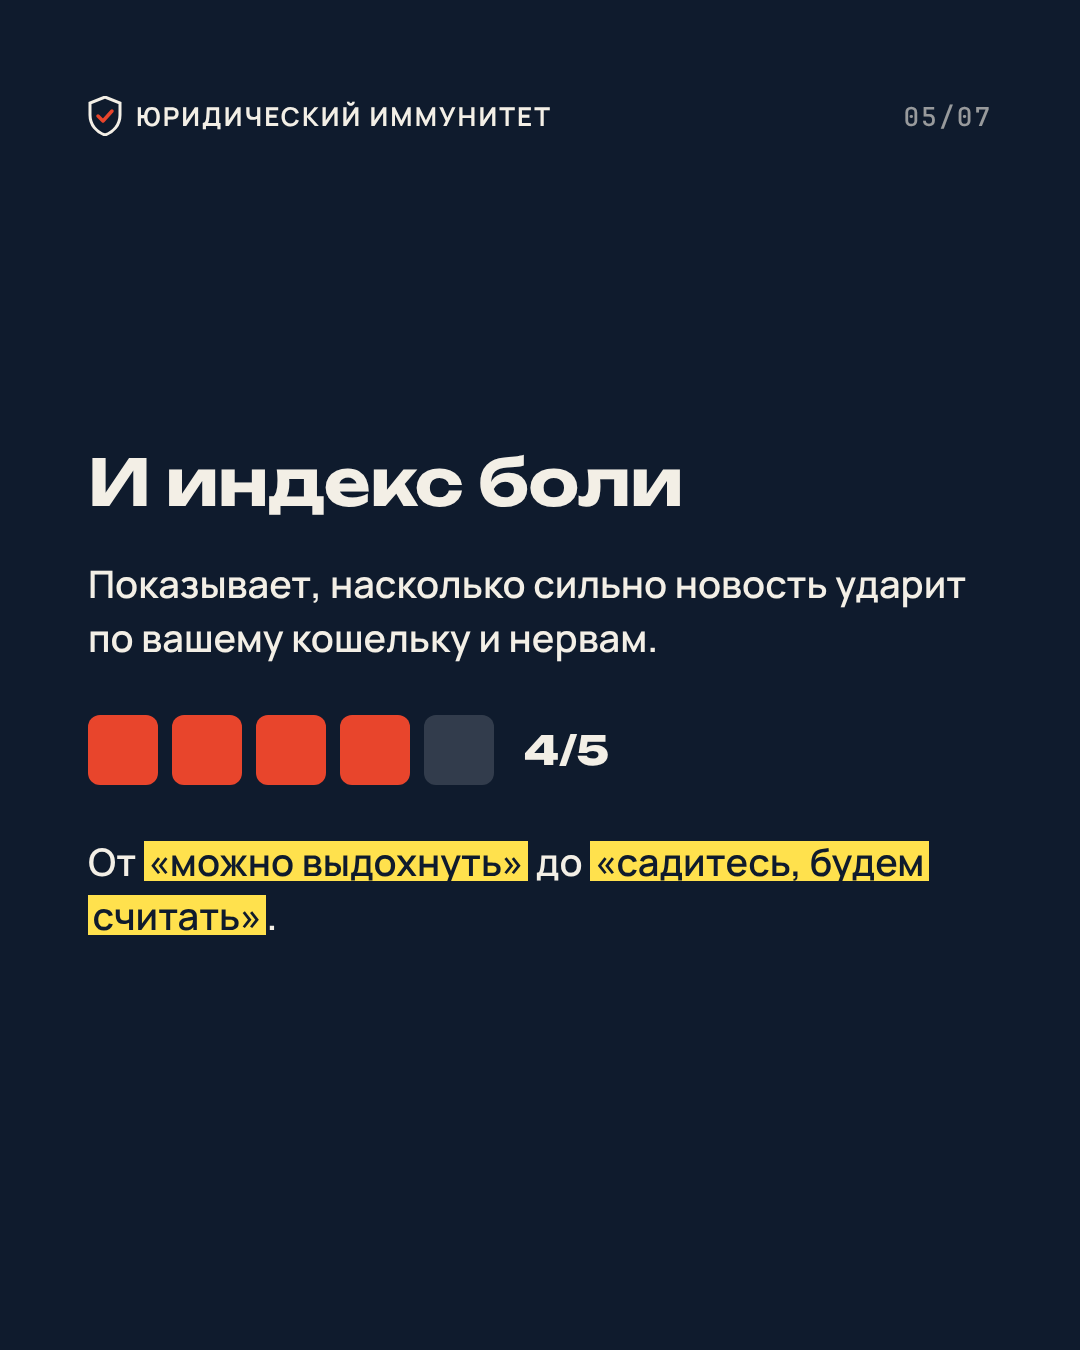 ЮРИДИЧЕСКИЙ ИММУНИТЕТ
05/07
И индекс боли
Показывает, насколько сильно новость ударит
по вашему кошельку и нервам.
4/5
От «можно выдохнуть» до «садитесь, будем
считать».